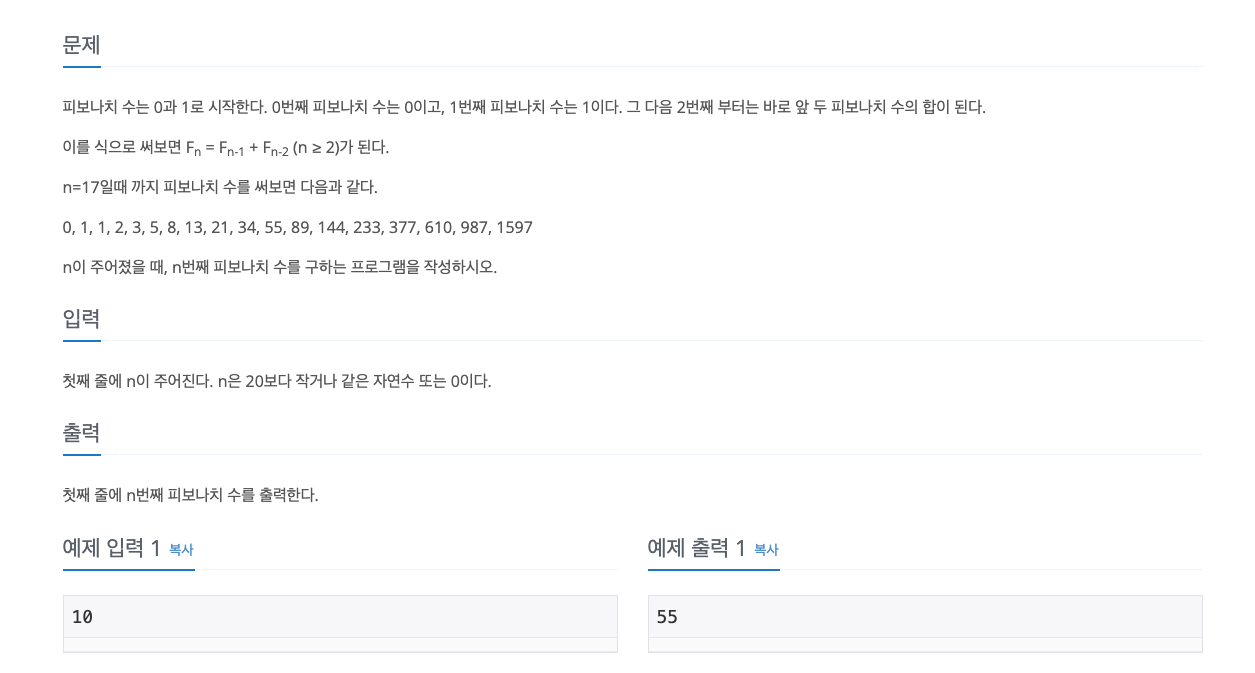 문제
피보나치 수는 0과 1로 시작한다. 0번째 피보나치 수는 0이고, 1번째 피보나치 수는 1이다. 그 다음 2번째 부터는 바로 앞 두 피보나치 수의 합이 된다.
이를 식으로 써보면 Fn = Fn-1 + Fn-2 (n ≥ 2)가 된다.
n=17일때 까지 피보나치 수를 써보면 다음과 같다.
0, 1, 1, 2, 3, 5, 8, 13, 21, 34, 55, 89, 144, 233, 377, 610, 987, 1597
n이 주어졌을 때, n번째 피보나치 수를 구하는 프로그램을 작성하시오.
입력
첫째 줄에 n이 주어진다. n은 20보다 작거나 같은 자연수 또는 0이다.
출력
첫째 줄에 n번째 피보나치 수를 출력한다.
예제 입력 1 복사
10
예제 출력 1 복사
55